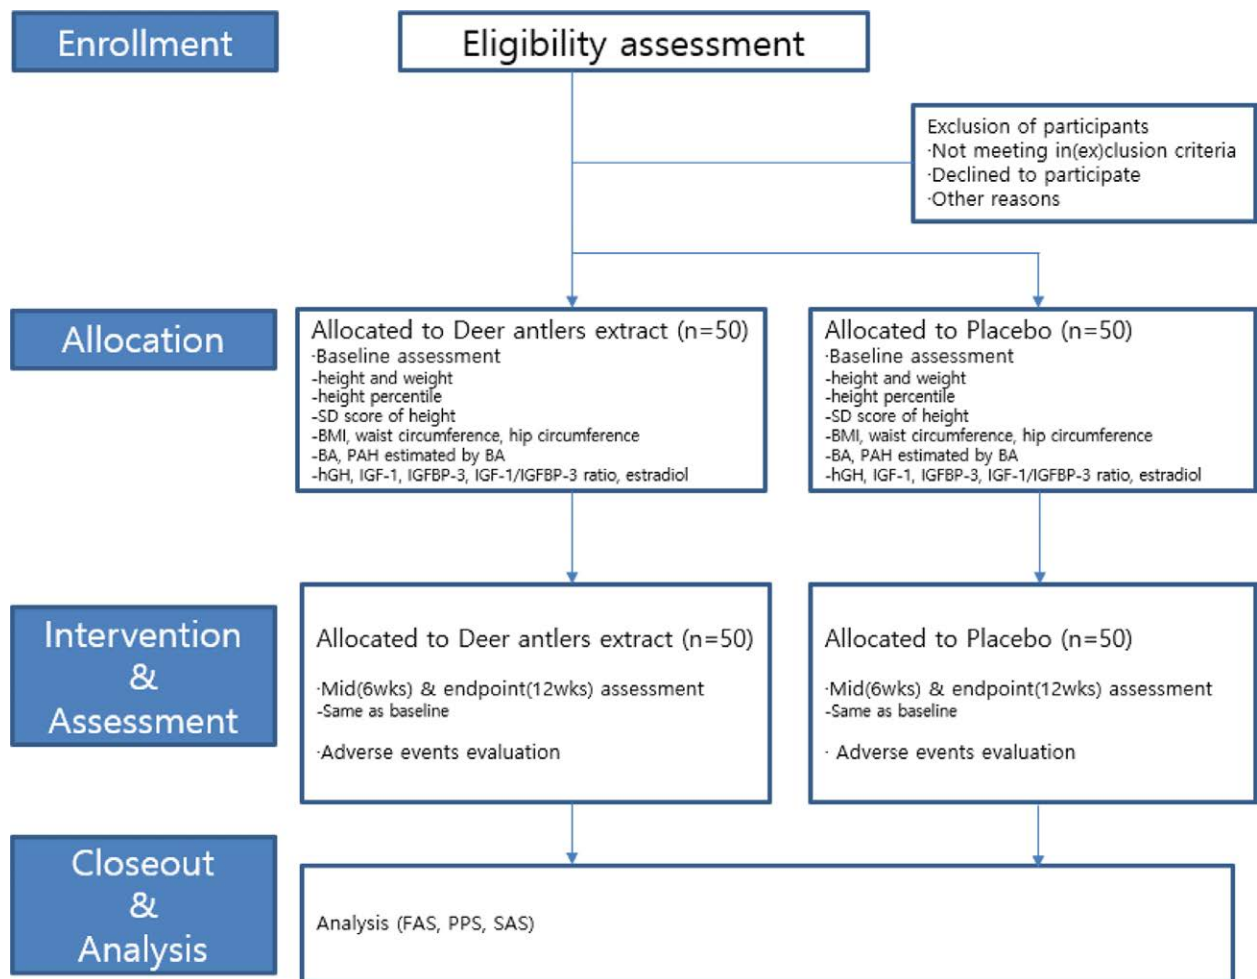 Enrollment
Eligibility assessment
Exclusion of participants
·Not meeting in(ex)clusion criteria
·Declined to participate
·Other reasons
Allocation
Allocated to Deer antlers extract (n=50)
·Baseline assessment
-height and weight
-height percentile
-SD score of height
-BMI, waist circumference, hip circumference
-BA, PAH estimated by BA
-hGH, IGF-1, IGFBP-3, IGF-1/IGFBP-3 ratio, estradiol
Allocated to Placebo (n=50)
·Baseline assessment
-height and weight
-height percentile
-SD score of height
-BMI, waist circumference, hip circumference
-BA, PAH estimated by BA
-hGH, IGF-1, IGFBP-3, IGF-1/IGFBP-3 ratio, estradiol
Intervention
&
Assessment
Allocated to Deer antlers extract (n=50)
·Mid(6wks) & endpoint(12wks) assessment
-Same as baseline
·Adverse events evaluation
Allocated to Placebo (n=50)
·Mid(6wks) & endpoint(12wks) assessment
-Same as baseline
· Adverse events evaluation
Closeout
&
Analysis
Analysis (FAS, PPS, SAS)